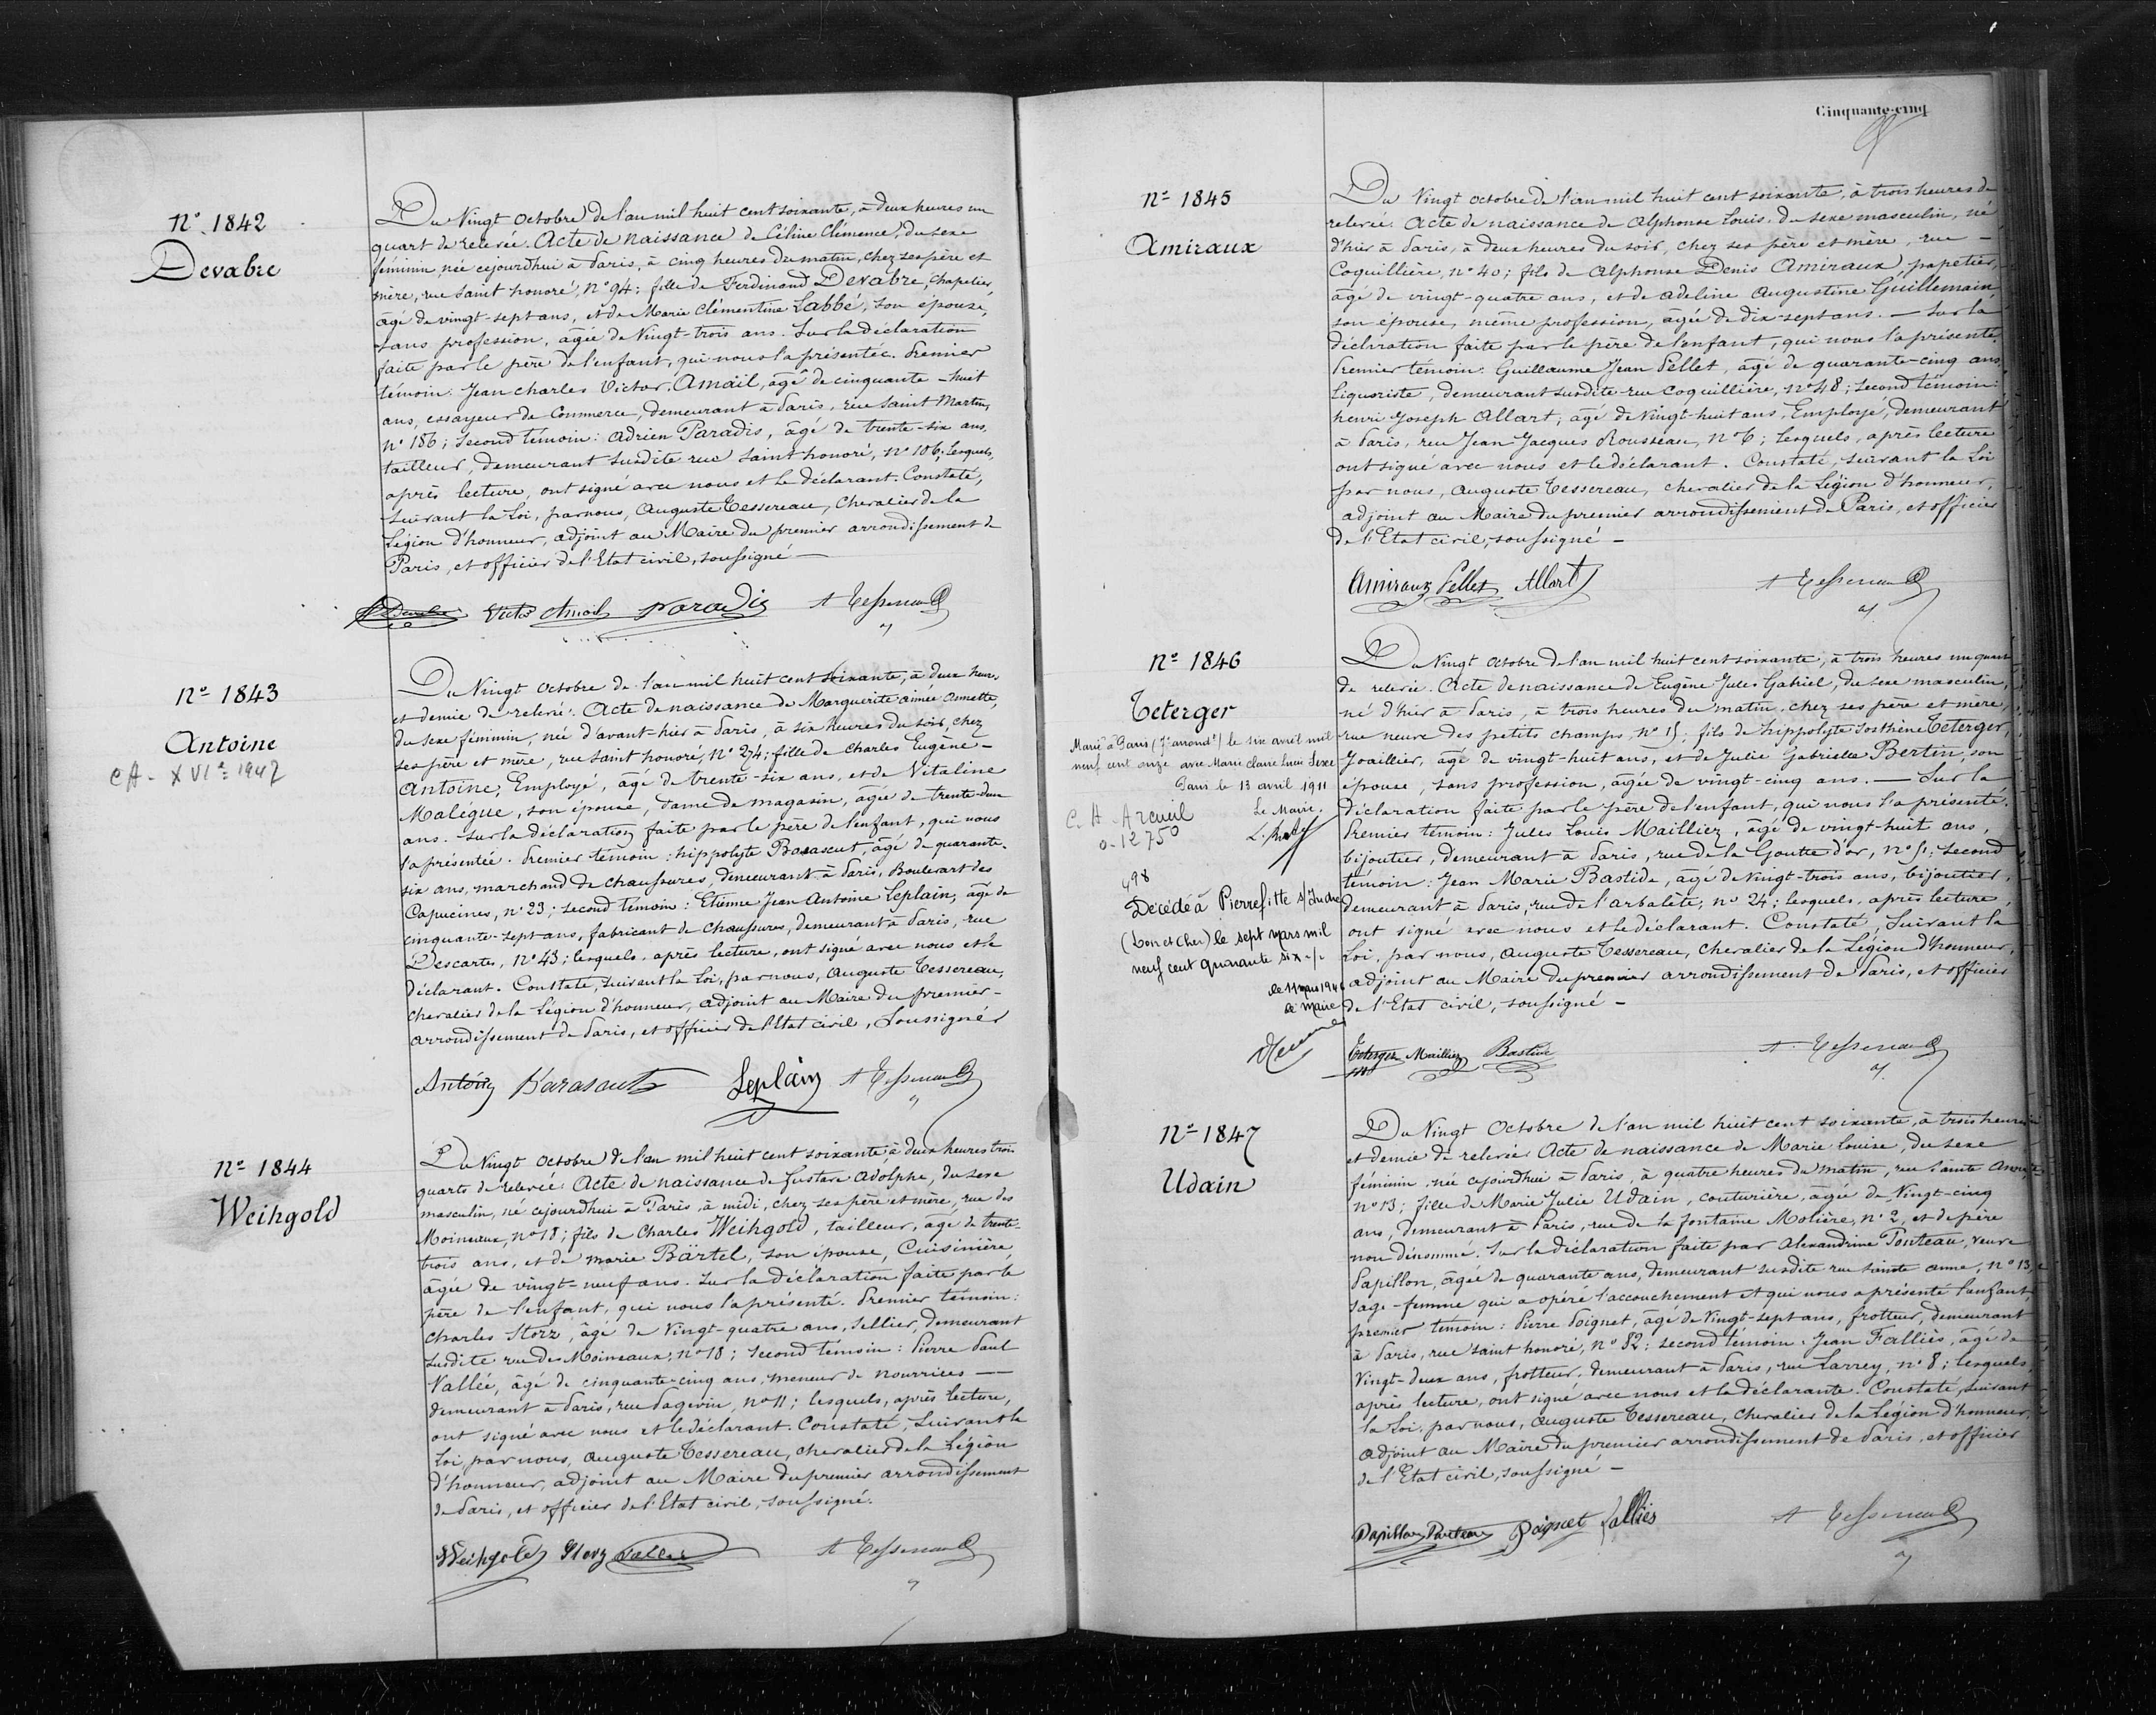 N° 1842
Devabre
Du Vingt octobre de l'an mil huit cent soixante, à deux heures un
quart de relevée. Acte de naissance de Céline Clémence, du sexe
féminin, née cejourdhui à Paris, à cinq heures du matin, chez ses père et
mère, rue Saint honoré, n° 94: fille de Ferdinand Devabre, Chapelier,
âgé de vingt-sept ans, et de Marie Clémentine Labbé, son épouse,
sans profession, âgée de Vingt-trois ans. Sur la déclaration
faite par le père de l'enfant, qui nous l'a présentée. Premier
témoin: Jean Charles Victor Amail, âgé de cinquante-huit
ans, essayeur de Commerce, demeurant à Paris, rue Saint Martin,
n° 186; Second témoin: Adrien Paradis, âgé de trente-six ans,
tailleur, demeurant susdite rue Saint honoré, n° 106; lesquels,
après lecture, ont signé avec nous et le déclarant. Constaté,
suivant la Loi, par nous, Auguste Tessereau, Chevalier de la
Légion d'honneur, adjoint au Maire du premier arrondissement de
Paris, et officier de l'Etat civil, soussigné —
Victor Amail Paradis A Tessereau
N° 1843
Antoine
CA - XVIe 1942
Du Vingt octobre de l'an mil huit cent soixante, à deux heures
et demie de relevée. Acte de naissance de Marguerite aimée Annette,
du sexe féminin, née d'avant-hier à Paris, à six heures du soir, chez
ses père et mère, rue Saint honoré, n° 274; fille de Charles Eugène -
Antoine, Employé, âgé de trente-six ans, et de Vitaline
Malègue, son épouse, dame de magasin, âgée de trente-deux
ans. Sur la déclaration faite par le père de l'enfant, qui nous
l'a présentée. Premier témoin: hippolyte Barascut, âgé de quarante-
six ans, marchand de chaussures, demeurant à Paris, Boulevart des
Capucines, n° 23; second témoin: Etienne Jean Antoine Leplain, âgé de
cinquante-sept ans, fabricant de chaussures, demeurant à Paris, rue
Descartes, n° 43; lesquels, après lecture, ont signé avec nous et le
déclarant. Constaté, suivant la Loi, par nous, Auguste Tessereau,
chevalier de la Légion d'honneur, adjoint au Maire du premier -
arrondissement de Paris, et officier de l'Etat civil, Soussigné
Antoine Barascut Leplain A Tessereau
N° 1844
Weihgold
Du Vingt octobre de l'an mil huit cent soixante, à deux heures trois
quarts de relevée. Acte de naissance de Gustave Adolphe, du sexe
masculin, né cejourdhui à Paris, à midi, chez ses père et mère, rue des
Moineaux, n° 18; fils de Charles Weihgold, tailleur, âgé de trente-
trois ans, et de marie Bärtel, son épouse, Cuisinière,
âgée de vingt-neuf ans. Sur la déclaration faite par le
père de l'enfant, qui nous l'a présenté. Premier témoin:
Charles Storz, âgé de Vingt-quatre ans, Sellier, demeurant
susdite rue des Moineaux, n° 18; second témoin: Pierre Paul
Vallée, âgé de cinquante-cinq ans, meneur de nourrices —
demeurant à Paris, rue Pagevin, n° 11; lesquels, après lecture,
ont signé avec nous et le déclarant. Constaté, Suivant la
Loi, par nous, Auguste Tessereau, chevalier de la Légion
d'honneur, adjoint au Maire du premier arrondissement
de Paris, et officier de l'Etat civil, soussigné.
Weihgold Storz Vallée A Tessereau
Cinquante-cinq
N° 1845
Amiraux
Du Vingt octobre de l'an mil huit cent soixante, à trois heures de
relevée. Acte de naissance de Alphonse Louis, du sexe masculin, né
d'hier à Paris, à deux heures du soir, chez ses père et mère, rue -
Coquillière, n° 40; fils de Alphonse Denis Amiraux, papetier,
âgé de vingt-quatre ans, et de Adeline Augustine Guillemain
son épouse, même profession, âgée de dix-sept ans. — Sur la
déclaration faite par le père de l'enfant, qui nous l'a présenté.
Premier témoin: Guillaume Jean Pellet, âgé de quarante-cinq ans,
liquoriste, demeurant susdite rue Coquillière, n° 48; second témoin:
henri Joseph Allart, âgé de Vingt-huit ans, Employé, demeurant
à Paris, rue Jean-Jacques Rousseau, n° 6; lesquels, après lecture
ont signé avec nous et le déclarant. Constaté, suivant la Loi
par nous, Auguste Tessereau, chevalier de la Légion d'honneur,
adjoint au Maire du premier arrondissement de Paris, et officier
de l'Etat civil, soussigné -
Amiraux Pellet Allart A Tessereau
N° 1846
Teterger
Marié à Paris (7e arrondt) le six avril mil
neuf cent onze avec Marie Claire Lucie Sexe
Paris le 13 avril 1911
Le Maire.
C. A Arcueil
0-1275°
498
Décédé à Pierrefitte s/ Sauldre
(Loir et Cher) le sept mars mil
neuf cent quarante six -/-
le 11 mars 1946
le Maire
Du Vingt octobre de l'an mil huit cent soixante, à trois heures un quart
de relevée. Acte de naissance de Eugène Jules Gabriel, du sexe masculin,
né d'hier à Paris, à trois heures du matin, chez ses père et mère,
rue neuve des petits champs, n° 15; fils de hippolyte Sosthène Teterger,
Joaillier, âgé de vingt-huit ans, et de Julie Gabrielle Bertin, son
épouse, sans profession, âgée de vingt-cinq ans. — Sur la
déclaration faite par le père de l'enfant, qui nous l'a présenté.
Premier témoin: Jules Louis Mailliez, âgé de vingt-huit ans,
bijoutier, demeurant à Paris, rue de la Goutte d'or, n° 51; second
témoin: Jean Marie Bastide, âgé de Vingt-trois ans, bijoutier,
demeurant à Paris, rue de l'arbalète, n° 24; lesquels, après lecture,
ont signé avec nous et le déclarant. Constaté, Suivant la
Loi, par nous, Auguste Tessereau, chevalier de la Légion d'honneur,
adjoint au Maire du premier arrondissement de Paris, et officier
de l'Etat civil, soussigné -
Teterger Mailliez Bastide A Tessereau
N° 1847
Udain
Du Vingt Octobre de l'an mil huit cent soixante, à trois heures
et demie de relevée. Acte de naissance de Marie Louise, du sexe
féminin, née cejourdhui à Paris, à quatre heures du matin, rue Sainte Anne,
n° 13; fille de Marie Julie Udain, couturière, âgée de Vingt-cinq
ans, demeurant à Paris, rue de la fontaine Molière, n° 2, et de père
non dénommé. Sur la déclaration faite par Alexandrine Ponteau, veuve
Papillon, âgée de quarante ans, demeurant susdite rue Sainte anne, n° 13,
sage-femme qui a opéré l'accouchement et qui nous a présenté l'enfant,
premier témoin: Pierre Poignet, âgé de Vingt-sept ans, frotteur, demeurant
à Paris, rue Saint honoré, n° 82; second témoin: Jean Falliès, âgé de
Vingt-deux ans, frotteur, demeurant à Paris, rue Larrey, n° 8; lesquels,
après lecture, ont signé avec nous et la déclarante. Constaté, suivant
la Loi, par nous, Auguste Tessereau, Chevalier de la Légion d'honneur,
adjoint au Maire du premier arrondissement de Paris, et officier
de l'Etat civil, soussigné -
Papillon Ponteau Poignet Falliès A Tessereau